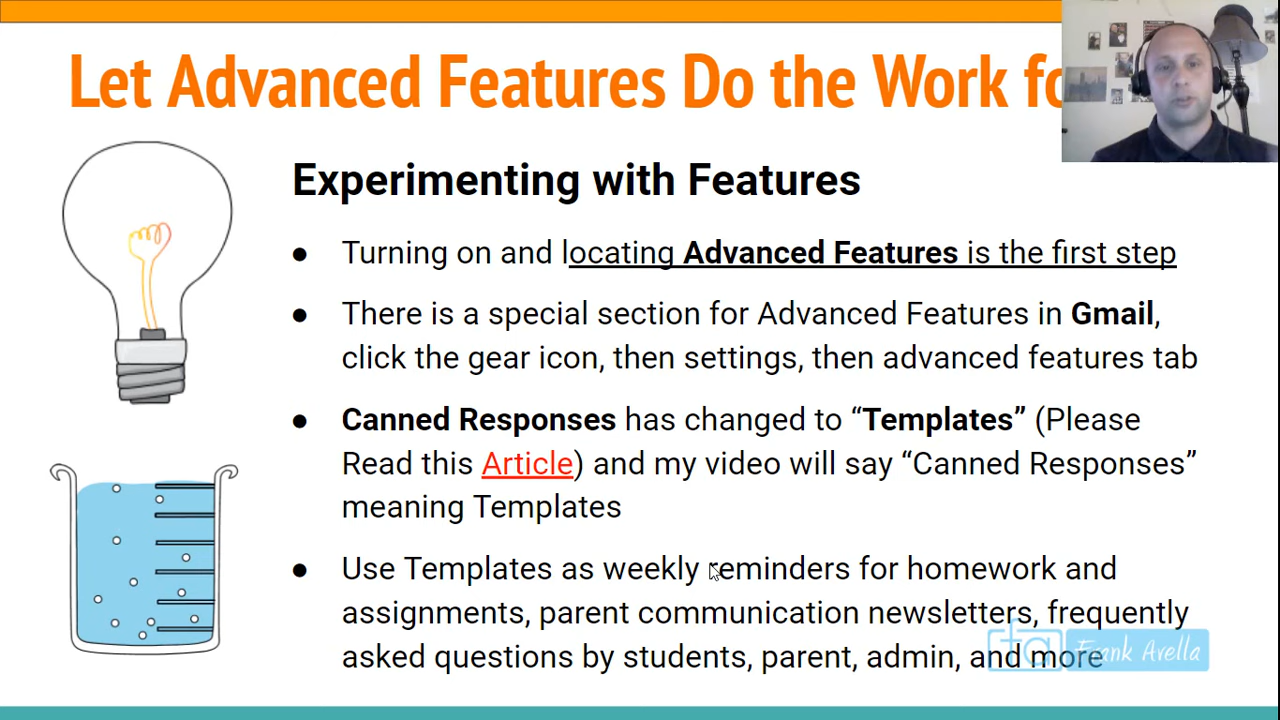 Let Advanced Features Do the Work fo
Experimenting with Features
● Turning on and locating Advanced Features is the first step
● There is a special section for Advanced Features in Gmail,
click the gear icon, then settings, then advanced features tab
● Canned Responses has changed to “Templates” (Please
Read this Article) and my video will say “Canned Responses”
meaning Templates
● Use Templates as weekly reminders for homework and
assignments, parent communication newsletters, frequently
asked questions by students, parent, admin, and more
fa Frank Avella